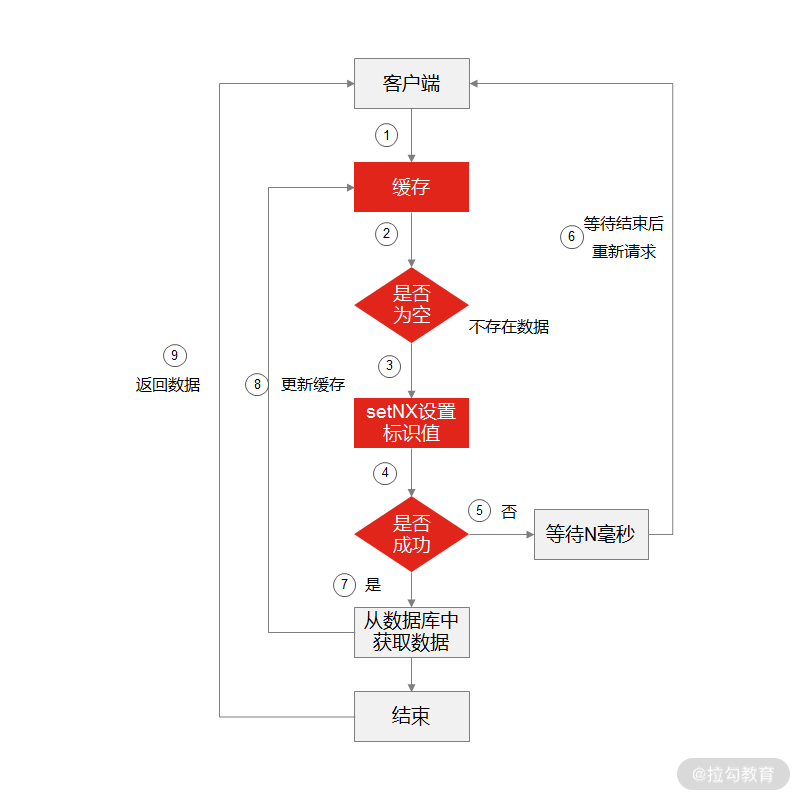 客户端
①
缓存
②
等待结束后
⑥
重新请求
是否
为空
不存在数据
③
⑨
返回数据
⑧
更新缓存
setNX设置
标识值
④
⑤
否
是否
成功
等待N毫秒
⑦
是
从数据库中
获取数据
结束
@拉勾教育